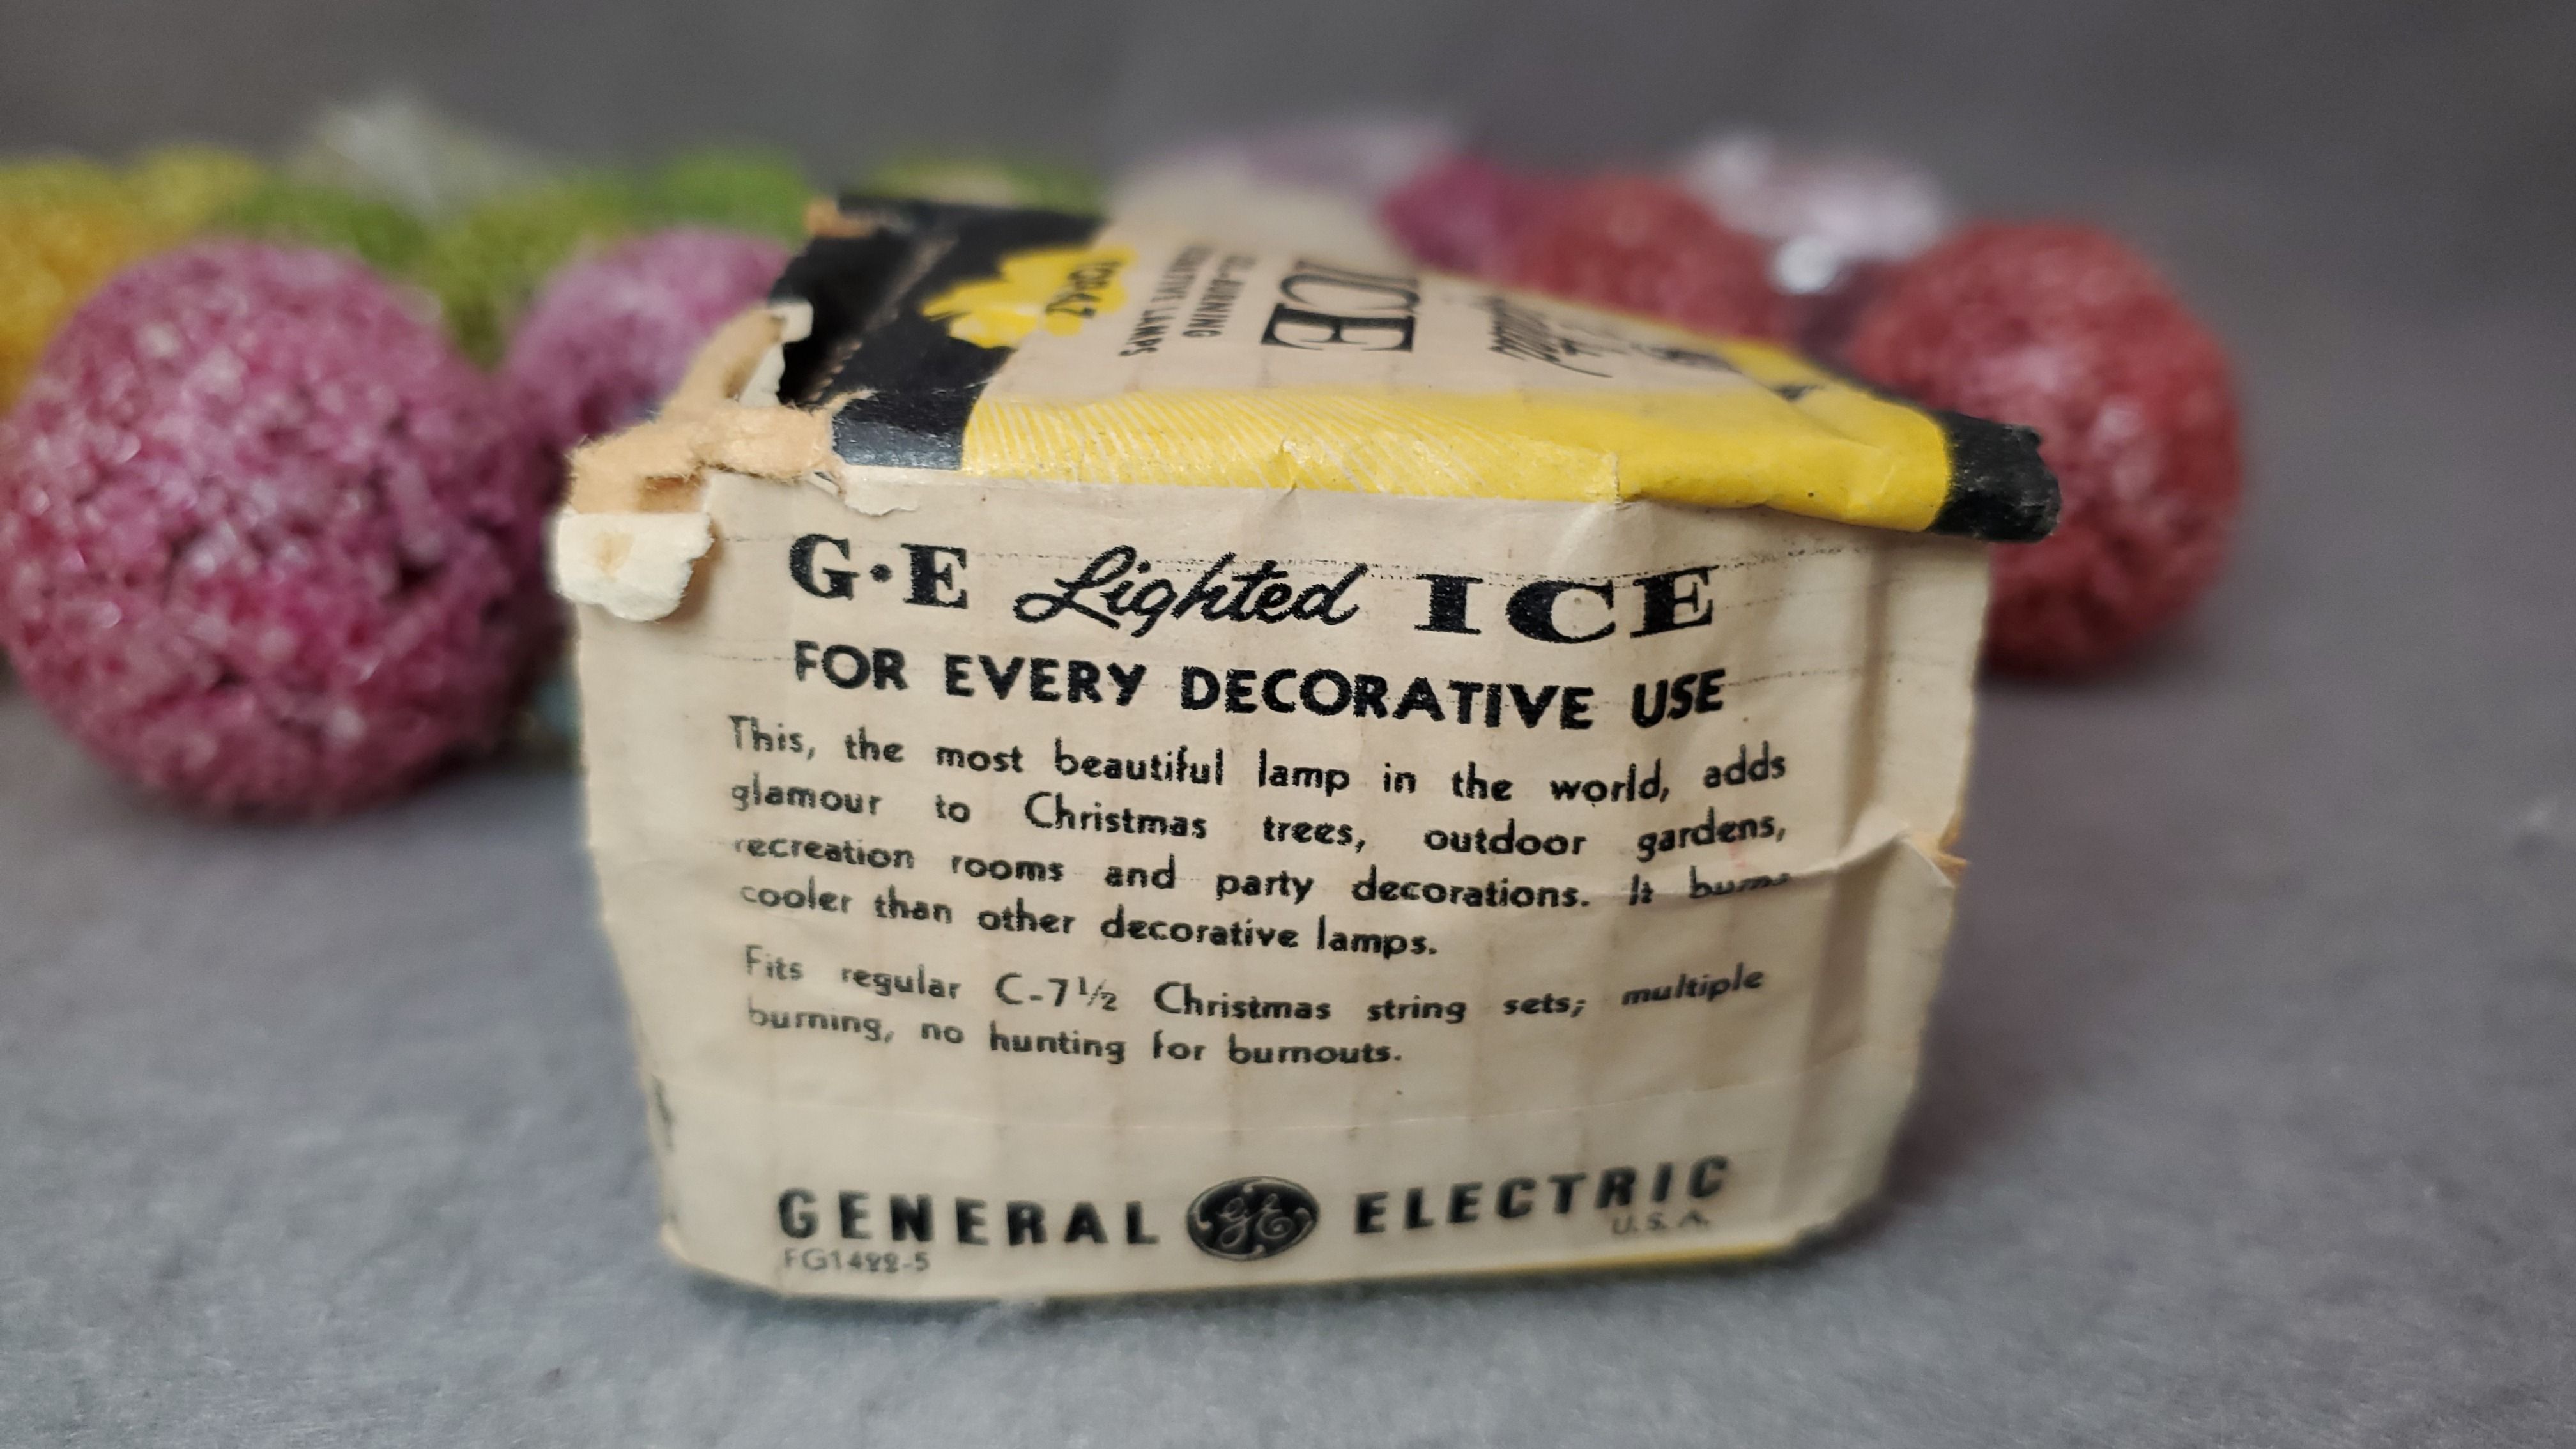 ICE
G·E Lighted ICE
FOR EVERY DECORATIVE USE
This, the most beautiful lamp in the world, adds
glamour to Christmas trees, outdoor gardens,
recreation rooms and party decorations. It burns
cooler than other decorative lamps.
Fits regular C-7½ Christmas string sets; multiple
burning, no hunting for burnouts.
GENERAL GE ELECTRIC
U.S.A.